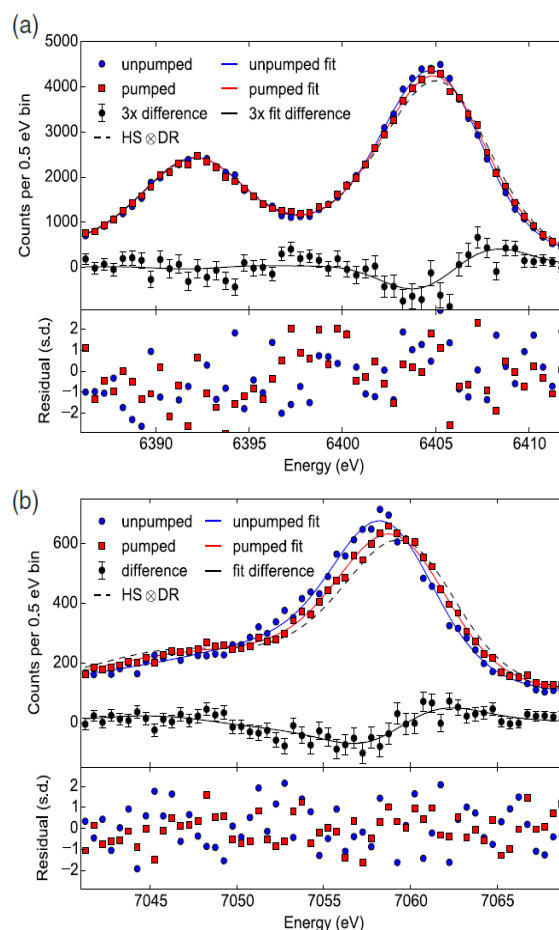 (a)
5000
unpumped unpumped fit
4000
pumped pumped fit
3x difference 3x fit difference
3000
HS⊗DR
2000
1000
0
Counts per 0.5 eV bin
2
1
0
−1
−2
Residual (s.d.)
6390 6395 6400 6405 6410
Energy (eV)
(b)
unpumped unpumped fit
600
pumped pumped fit
difference fit difference
HS⊗DR
400
200
0
Counts per 0.5 eV bin
2
1
0
−1
−2
Residual (s.d.)
7045 7050 7055 7060 7065
Energy (eV)